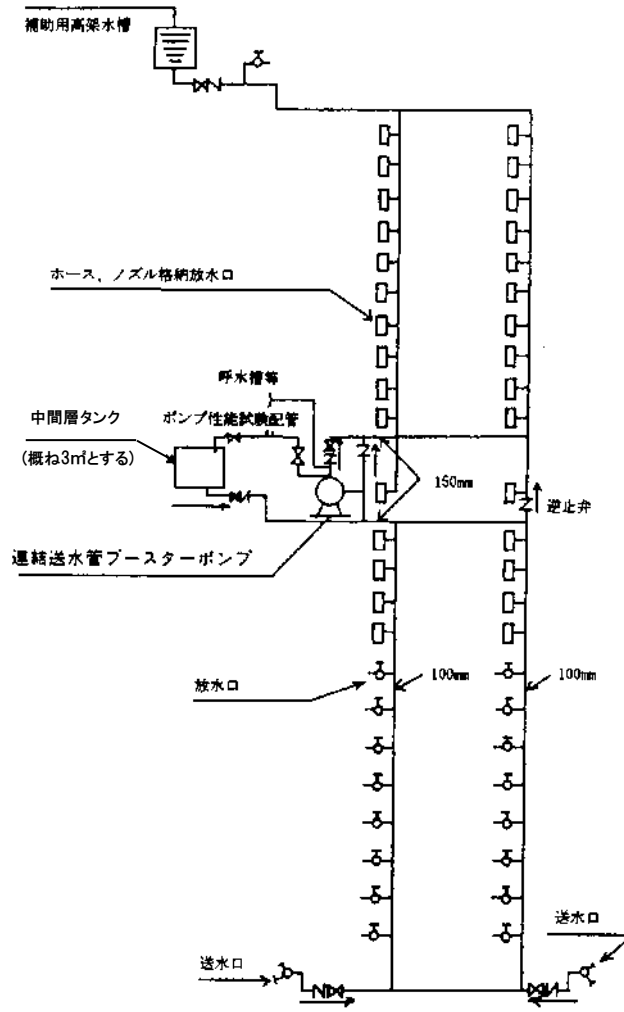 補助用高架水槽
ホース、ノズル格納放水口
呼水槽等
中間層タンク
ポンプ性能試験配管
(概ね3㎥とする)
150mm
逆止弁
連結送水管ブースターポンプ
放水口
100mm
100mm
送水口
送水口